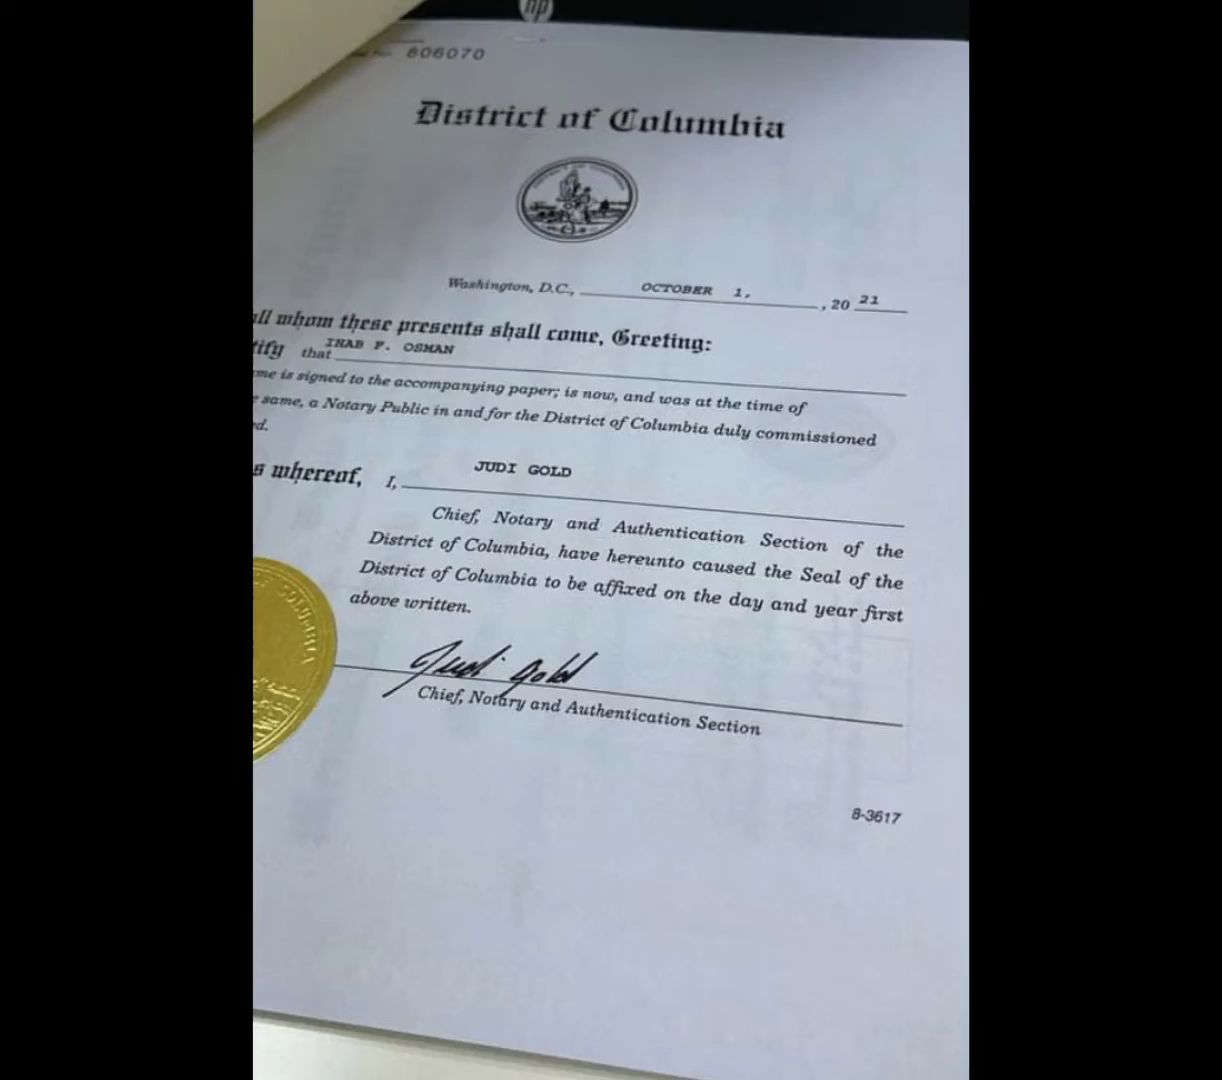 hp
806070
District of Columbia
Washington, D.C., OCTOBER 1, , 20 21
all whom these presents shall come, Greeting:
tify that IHAB F. OSMAN
me is signed to the accompanying paper; is now, and was at the time of
same, a Notary Public in and for the District of Columbia duly commissioned
d.
s whereof, I, JUDI GOLD
Chief, Notary and Authentication Section of the
District of Columbia, have hereunto caused the Seal of the
District of Columbia to be affixed on the day and year first
above written.
OF COLUMBIA
Judi Gold
Chief, Notary and Authentication Section
8-3617